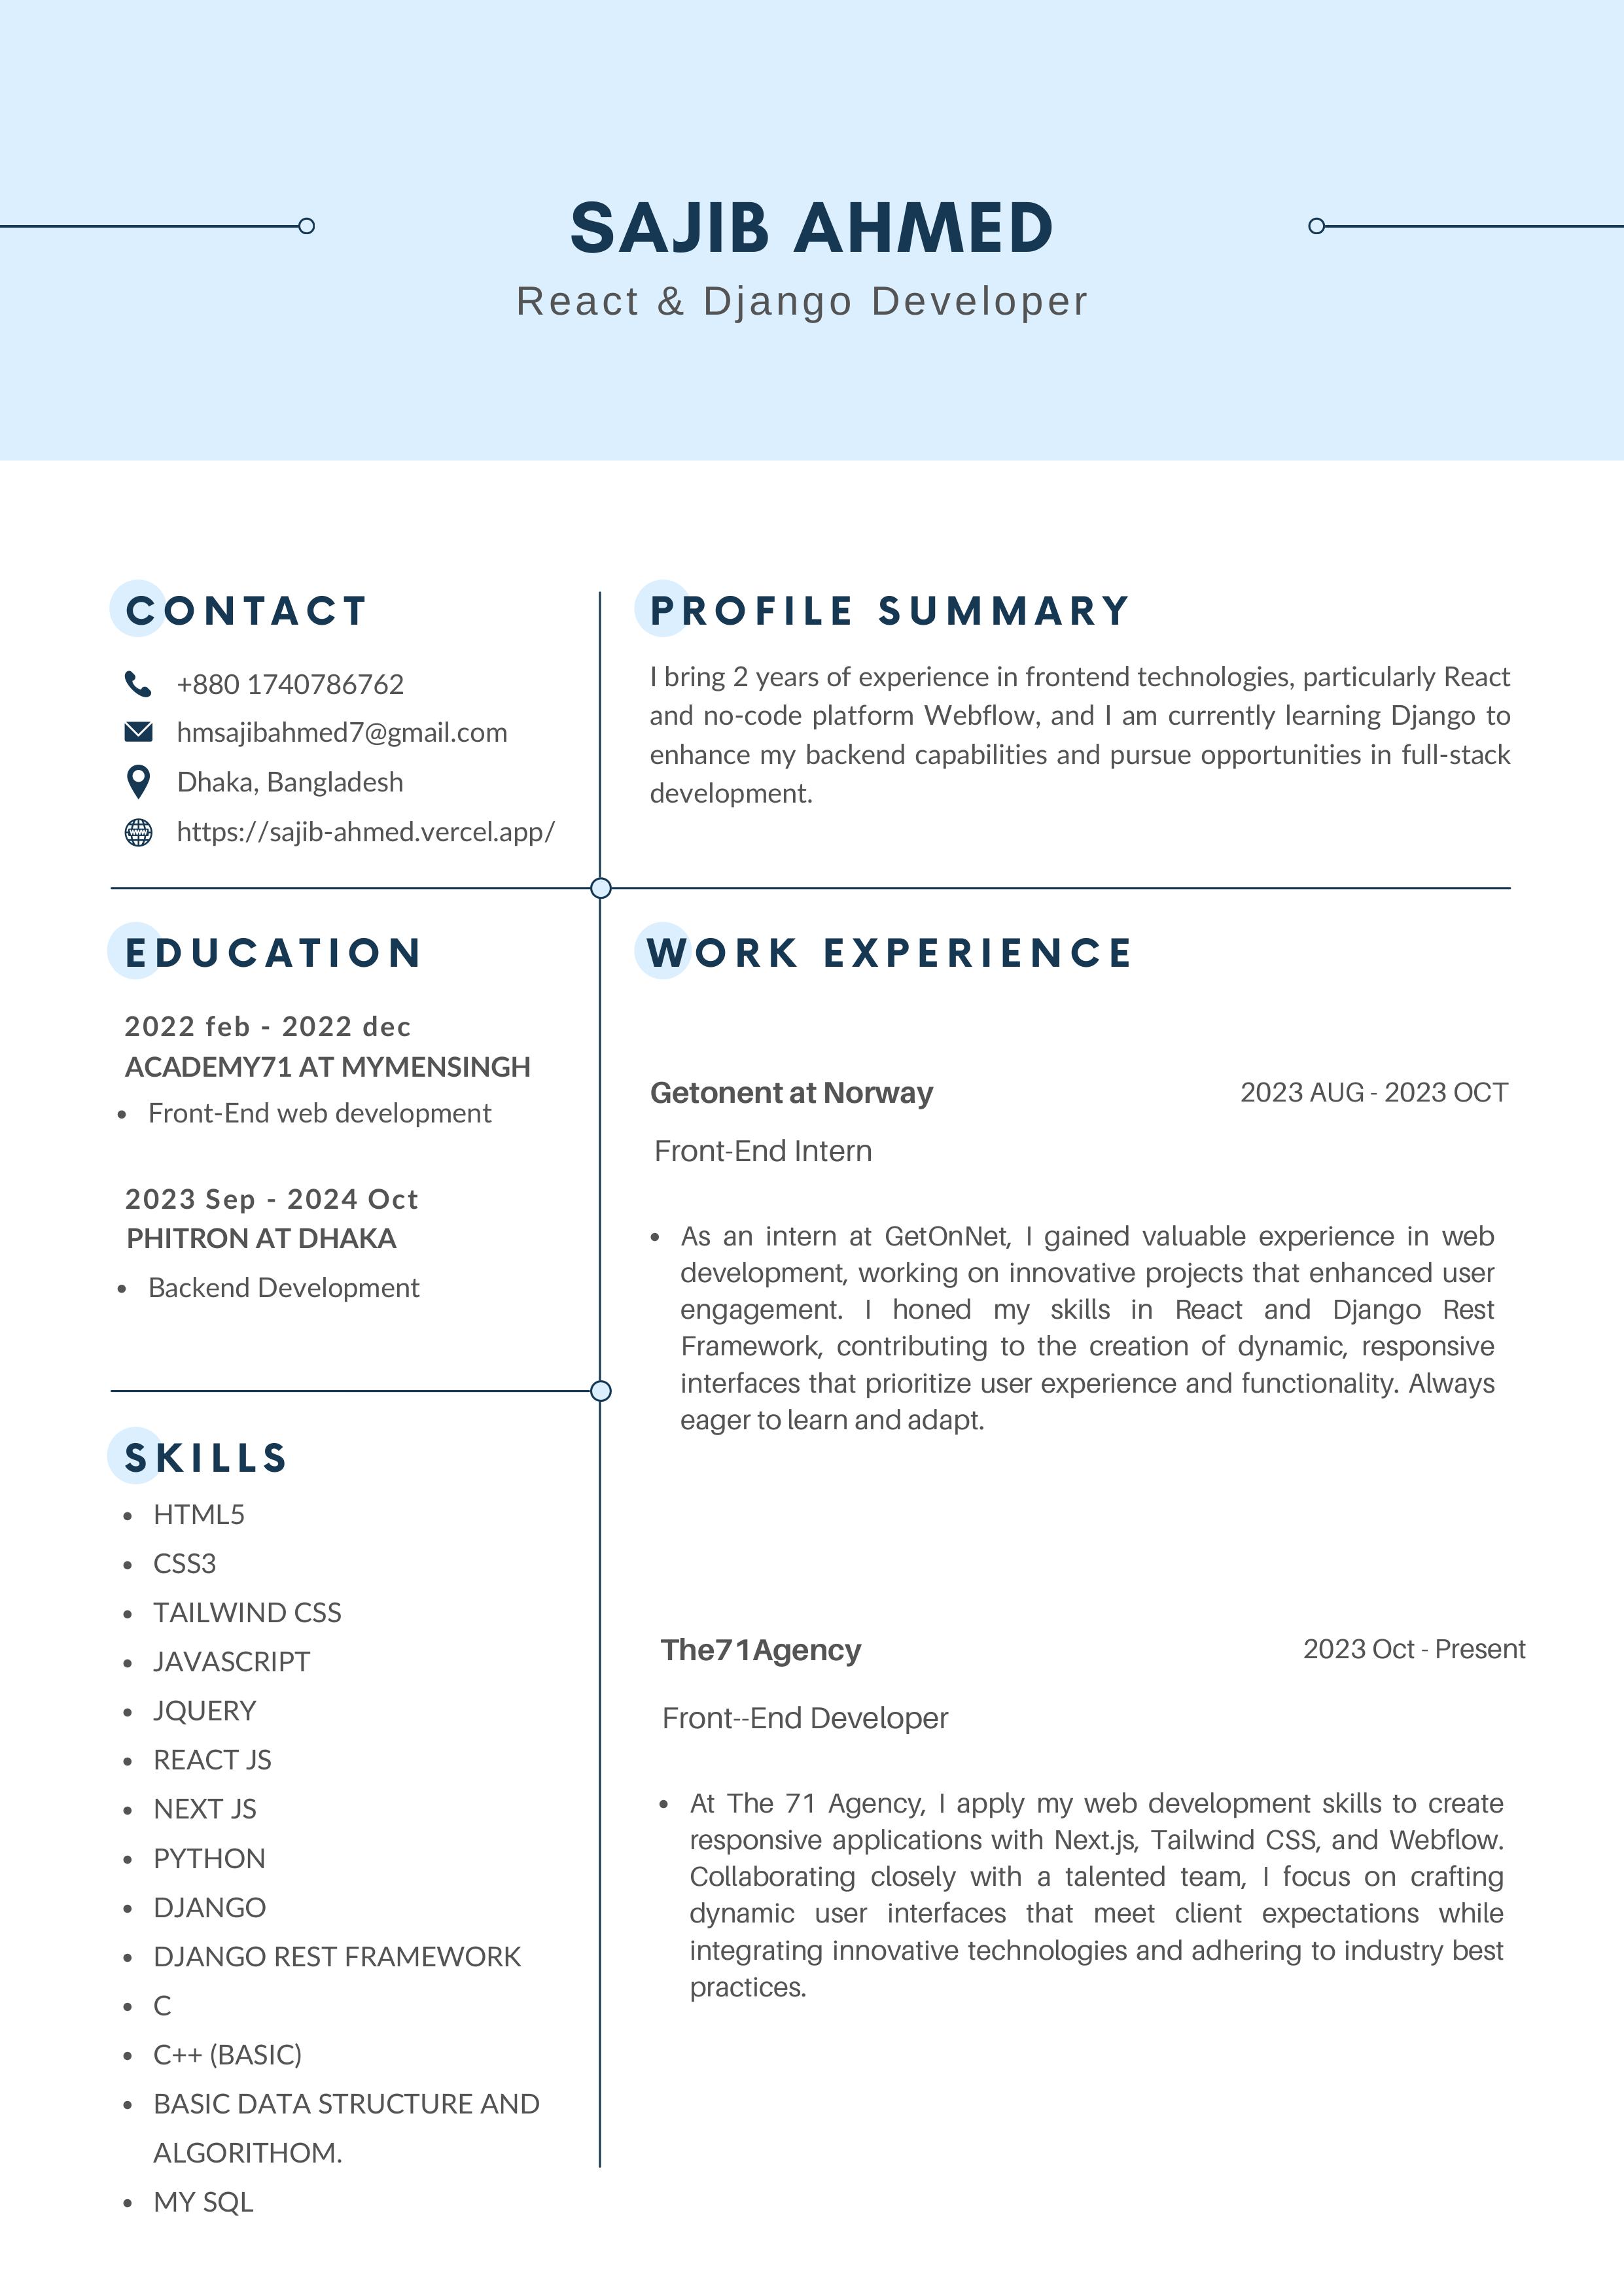 SAJIB AHMED
React & Django Developer
CONTACT
+880 1740786762
hmsajibahmed7@gmail.com
Dhaka, Bangladesh
https://sajib-ahmed.vercel.app/
PROFILE SUMMARY
I bring 2 years of experience in frontend technologies, particularly React
and no-code platform Webflow, and I am currently learning Django to
enhance my backend capabilities and pursue opportunities in full-stack
development.
EDUCATION
2022 feb - 2022 dec
ACADEMY71 AT MYMENSINGH
• Front-End web development
2023 Sep - 2024 Oct
PHITRON AT DHAKA
• Backend Development
SKILLS
• HTML5
• CSS3
• TAILWIND CSS
• JAVASCRIPT
• JQUERY
• REACT JS
• NEXT JS
• PYTHON
• DJANGO
• DJANGO REST FRAMEWORK
• C
• C++ (BASIC)
• BASIC DATA STRUCTURE AND
ALGORITHOM.
• MY SQL
WORK EXPERIENCE
Getonent at Norway 2023 AUG - 2023 OCT
Front-End Intern
• As an intern at GetOnNet, I gained valuable experience in web
development, working on innovative projects that enhanced user
engagement. I honed my skills in React and Django Rest
Framework, contributing to the creation of dynamic, responsive
interfaces that prioritize user experience and functionality. Always
eager to learn and adapt.
The71Agency 2023 Oct - Present
Front--End Developer
• At The 71 Agency, I apply my web development skills to create
responsive applications with Next.js, Tailwind CSS, and Webflow.
Collaborating closely with a talented team, I focus on crafting
dynamic user interfaces that meet client expectations while
integrating innovative technologies and adhering to industry best
practices.